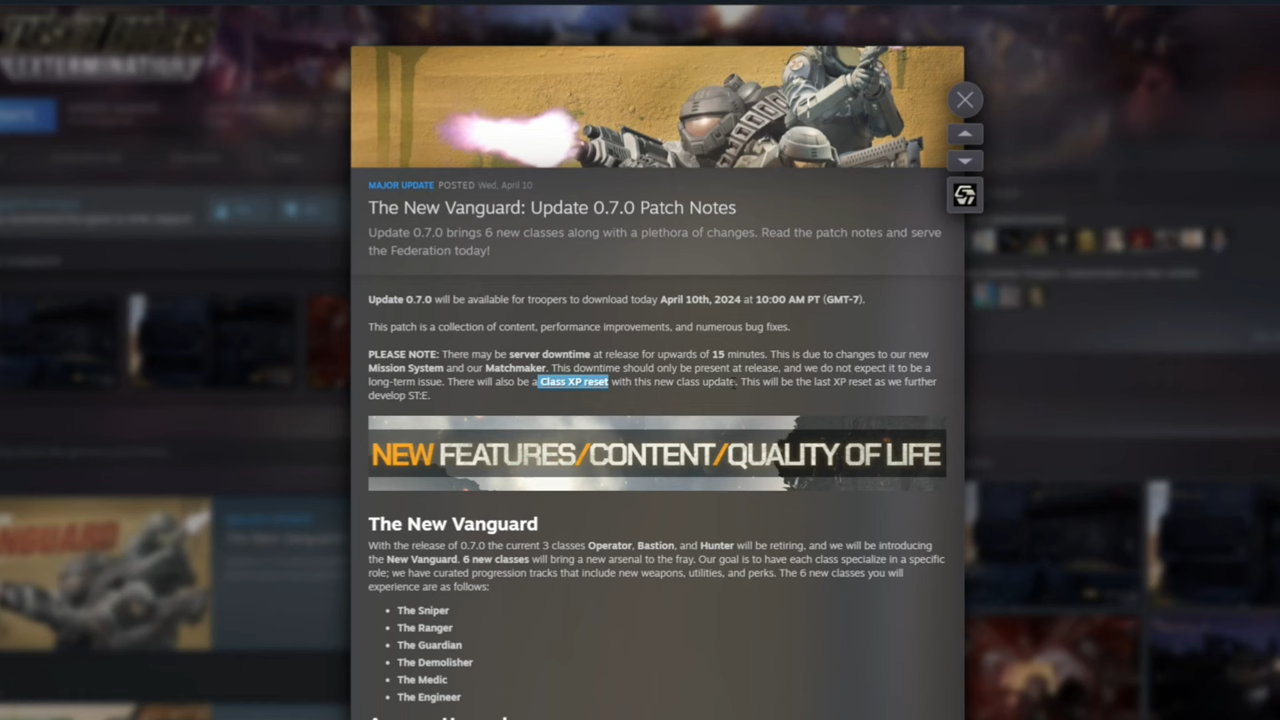 EXTERMINATION
MAJOR UPDATE POSTED Wed, April 10
The New Vanguard: Update 0.7.0 Patch Notes
Update 0.7.0 brings 6 new classes along with a plethora of changes. Read the patch notes and serve
the Federation today!
Update 0.7.0 will be available for troopers to download today April 10th, 2024 at 10:00 AM PT (GMT-7).
This patch is a collection of content, performance improvements, and numerous bug fixes.
PLEASE NOTE: There may be server downtime at release for upwards of 15 minutes. This is due to changes to our new
Mission System and our Matchmaker. This downtime should only be present at release, and we do not expect it to be a
long-term issue. There will also be a Class XP reset with this new class update. This will be the last XP reset as we further
develop ST:E.
NEW FEATURES/CONTENT/QUALITY OF LIFE
The New Vanguard
With the release of 0.7.0 the current 3 classes Operator, Bastion, and Hunter will be retiring, and we will be introducing
the New Vanguard. 6 new classes will bring a new arsenal to the fray. Our goal is to have each class specialize in a specific
role; we have curated progression tracks that include new weapons, utilities, and perks. The 6 new classes you will
experience are as follows:
• The Sniper
• The Ranger
• The Guardian
• The Demolisher
• The Medic
• The Engineer